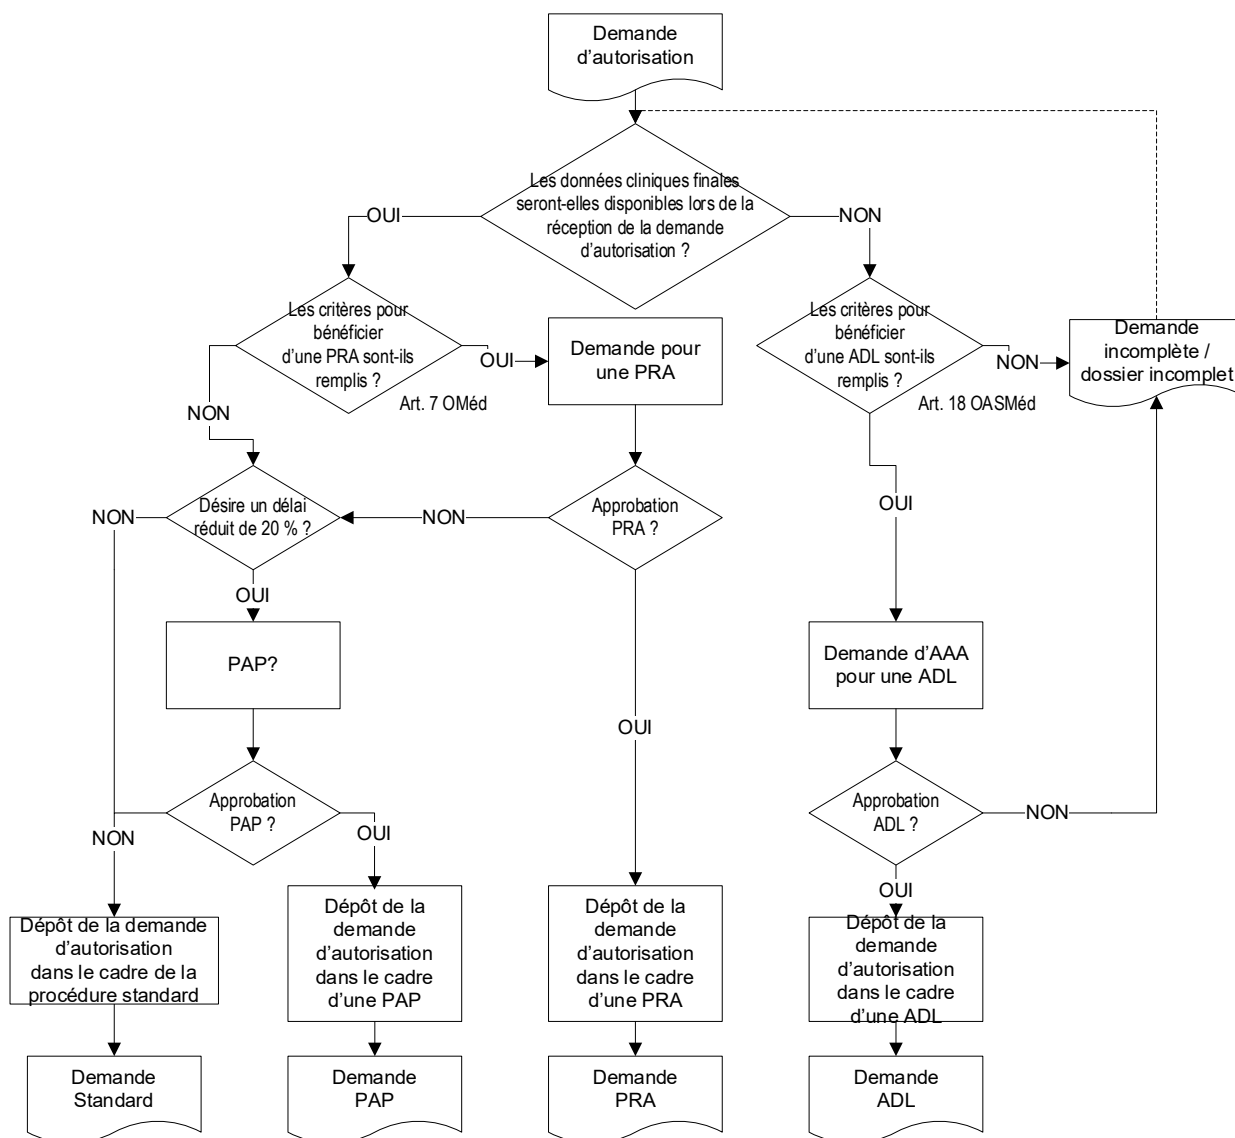 Demande
d'autorisation
Les données cliniques finales
seront-elles disponibles lors de la
réception de la demande
d'autorisation ?
OUI
NON
Les critères pour
bénéficier
d'une PRA sont-ils
remplis ?
Art. 7 OMéd
OUI
NON
Demande pour
une PRA
Les critères pour
bénéficier
d'une ADL sont-ils
remplis ?
Art. 18 OASMéd
NON
Demande
incomplète /
dossier incomplet
OUI
Désire un délai
réduit de 20 % ?
NON
NON
Approbation
PRA ?
OUI
PAP?
OUI
Demande d'AAA
pour une ADL
Approbation
PAP ?
NON
OUI
Approbation
ADL ?
NON
OUI
Dépôt de la demande
d'autorisation
dans le cadre de la
procédure standard
Dépôt de la
demande
d'autorisation
dans le cadre
d'une PAP
Dépôt de la
demande
d'autorisation
dans le cadre
d'une PRA
Dépôt de la
demande
d'autorisation
dans le cadre
d'une ADL
Demande
Standard
Demande
PAP
Demande
PRA
Demande
ADL